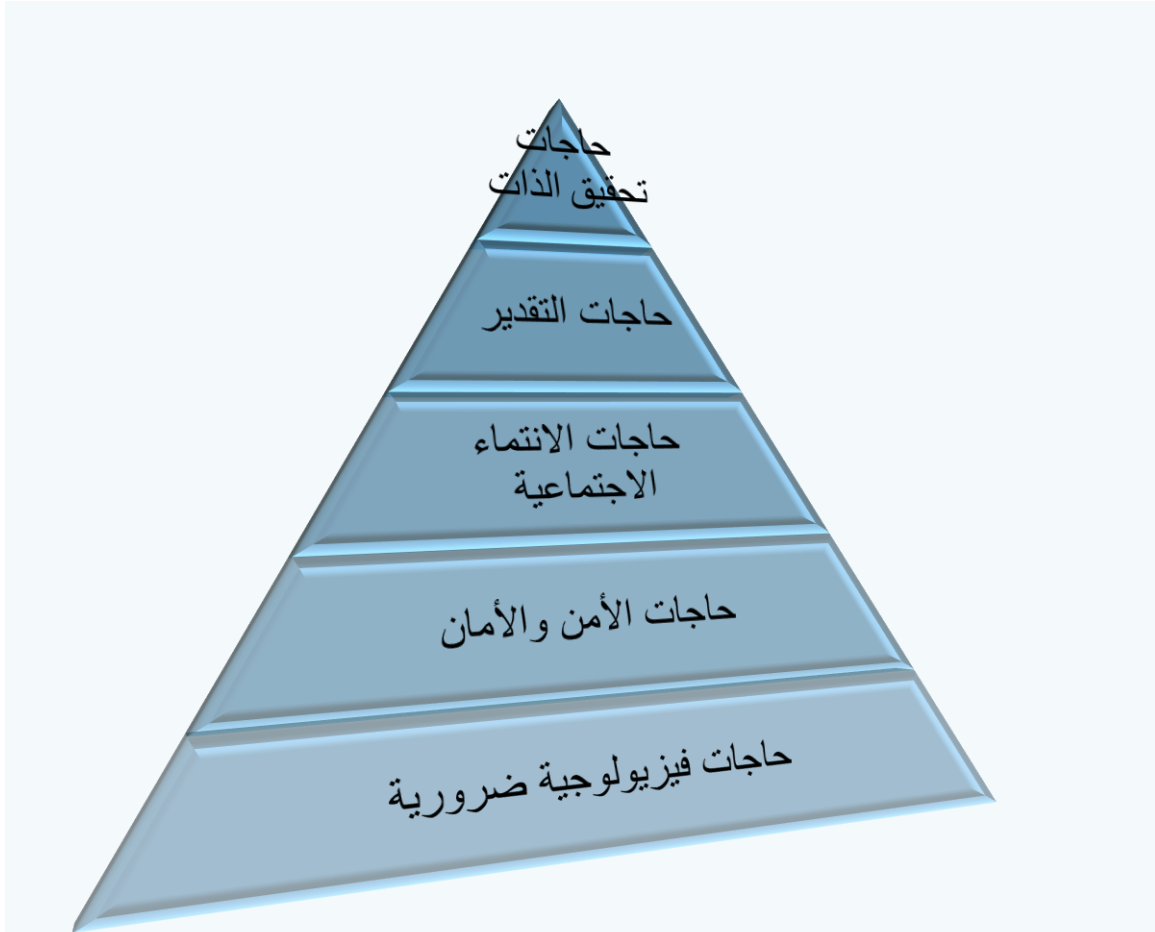 حاجات
تحقيق الذات
حاجات التقدير
حاجات الانتماء
الاجتماعية
حاجات الأمن والأمان
حاجات فيزيولوجية ضرورية